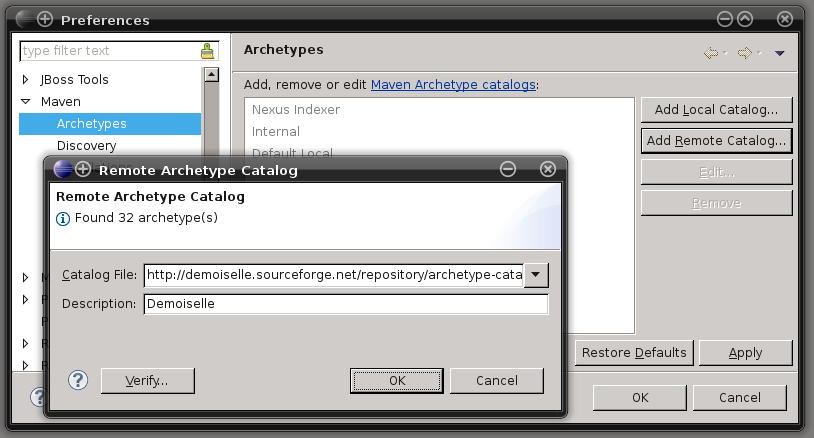 Preferences
type filter text
JBoss Tools
Maven
Archetypes
Discovery
Archetypes
Add, remove or edit Maven Archetype catalogs:
Nexus Indexer
Internal
Default Local
Add Local Catalog...
Add Remote Catalog...
Edit...
Remove
Remote Archetype Catalog
Remote Archetype Catalog
Found 32 archetype(s)
Catalog File: http://demoiselle.sourceforge.net/repository/archetype-cata
Description: Demoiselle
Verify...
OK
Cancel
Restore Defaults
Apply
OK
Cancel